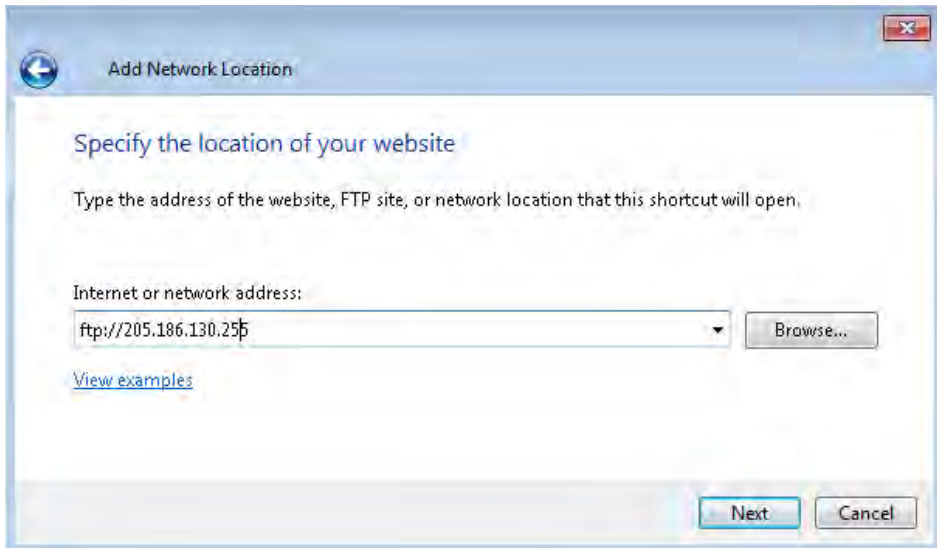 Add Network Location
Specify the location of your website
Type the address of the website, FTP site, or network location that this shortcut will open.
Internet or network address:
ftp://205.186.130.255
Browse...
View examples
Next
Cancel